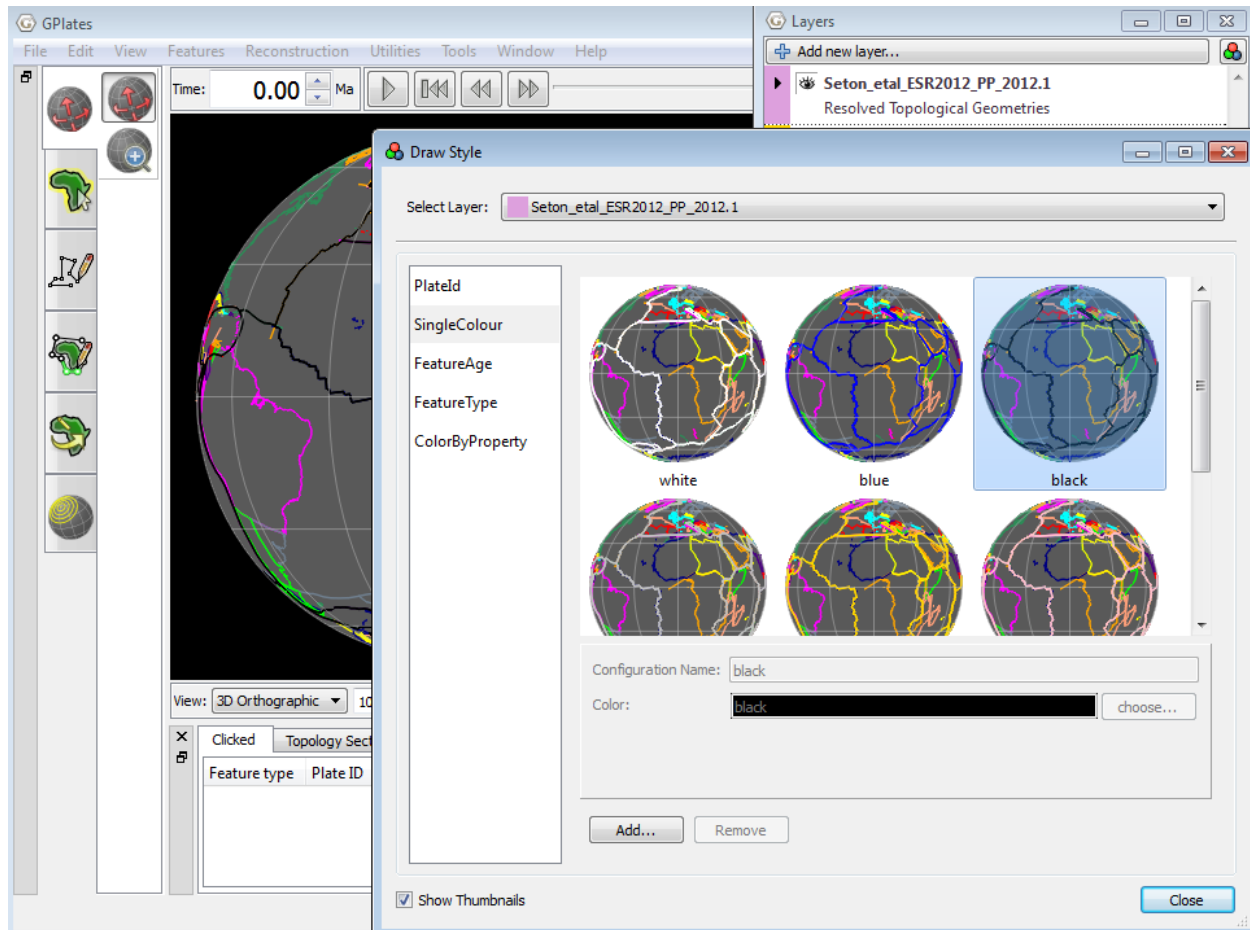 GPlates
File Edit View Features Reconstruction Utilities Tools Window Help
Time: 0.00 Ma
Layers
Add new layer...
Seton_etal_ESR2012_PP_2012.1
Resolved Topological Geometries
Draw Style
Select Layer: Seton_etal_ESR2012_PP_2012.1
PlateId
SingleColour
FeatureAge
FeatureType
ColorByProperty
white blue black
Configuration Name: black
Color: black choose...
Add... Remove
Show Thumbnails
Close
View: 3D Orthographic 10
Clicked Topology Sect
Feature type Plate ID